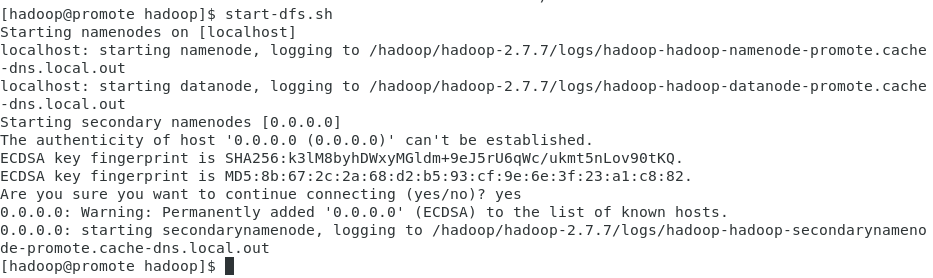 [hadoop@promote hadoop]$ start-dfs.sh
Starting namenodes on [localhost]
localhost: starting namenode, logging to /hadoop/hadoop-2.7.7/logs/hadoop-hadoop-namenode-promote.cache
-dns.local.out
localhost: starting datanode, logging to /hadoop/hadoop-2.7.7/logs/hadoop-hadoop-datanode-promote.cache
-dns.local.out
Starting secondary namenodes [0.0.0.0]
The authenticity of host '0.0.0.0 (0.0.0.0)' can't be established.
ECDSA key fingerprint is SHA256:k3lM8byhDWxyMGldm+9eJ5rU6qWc/ukmt5nLov90tKQ.
ECDSA key fingerprint is MD5:8b:67:2c:2a:68:d2:b5:93:cf:9e:6e:3f:23:a1:c8:82.
Are you sure you want to continue connecting (yes/no)? yes
0.0.0.0: Warning: Permanently added '0.0.0.0' (ECDSA) to the list of known hosts.
0.0.0.0: starting secondarynamenode, logging to /hadoop/hadoop-2.7.7/logs/hadoop-hadoop-secondarynameno
de-promote.cache-dns.local.out
[hadoop@promote hadoop]$